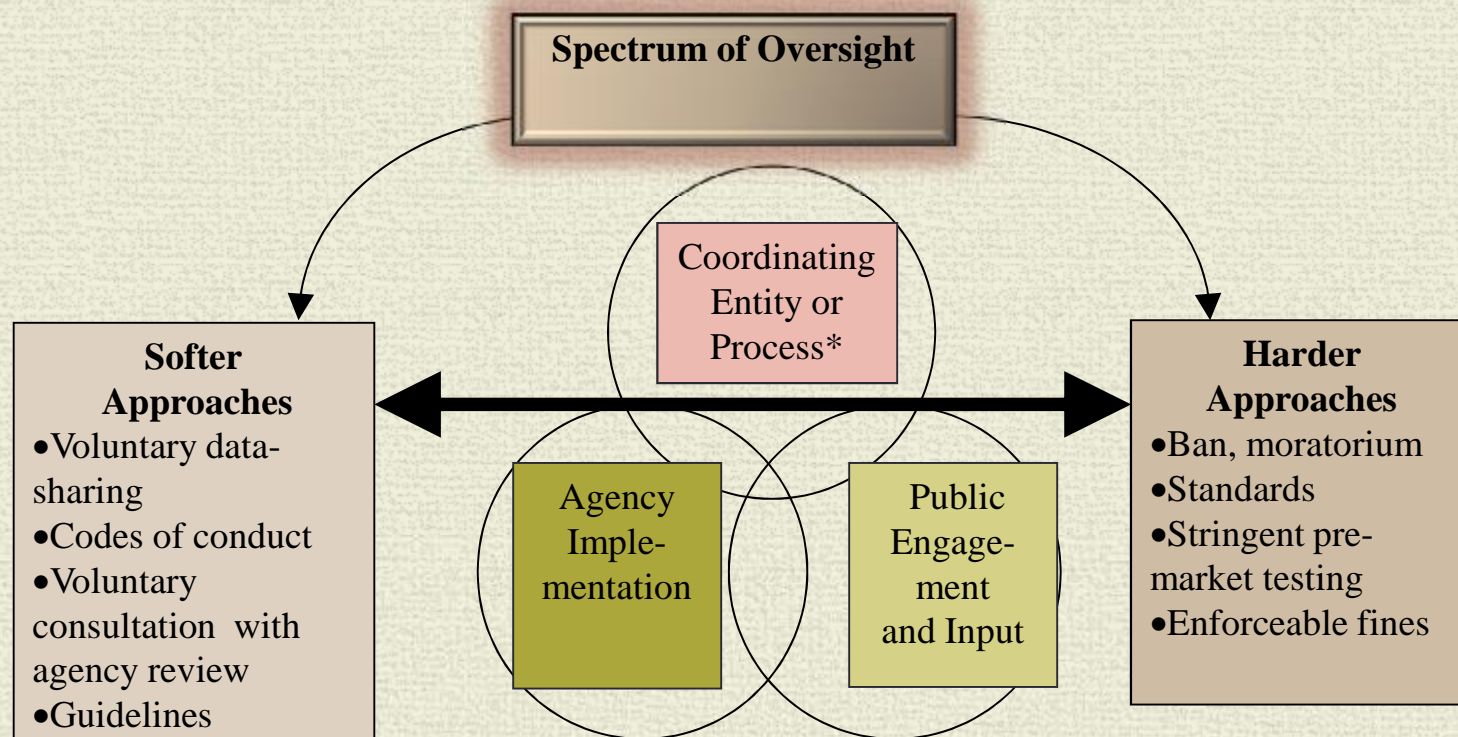 Spectrum of Oversight
Coordinating
Entity or
Process*
Softer
Approaches
•Voluntary data-
sharing
•Codes of conduct
•Voluntary
consultation with
agency review
•Guidelines
Agency
Imple-
mentation
Public
Engage-
ment
and Input
Harder
Approaches
•Ban, moratorium
•Standards
•Stringent pre-
market testing
•Enforceable fines